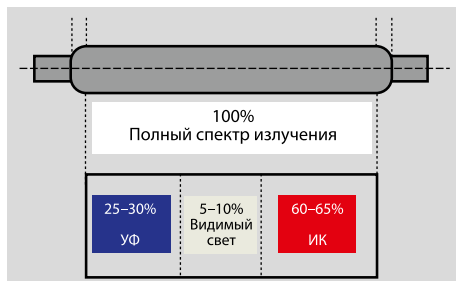 100%
Полный спектр излучения
25–30%
УФ
5–10%
Видимый
свет
60–65%
ИК